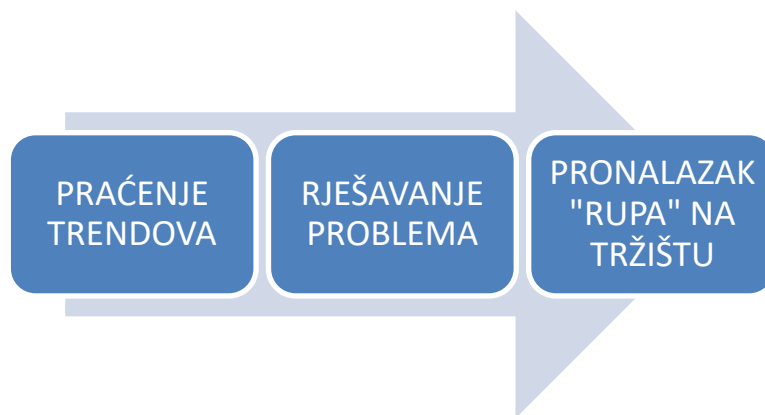 PRAĆENJE
TRENDOVA
RJEŠAVANJE
PROBLEMA
PRONALAZAK
"RUPA" NA
TRŽIŠTU